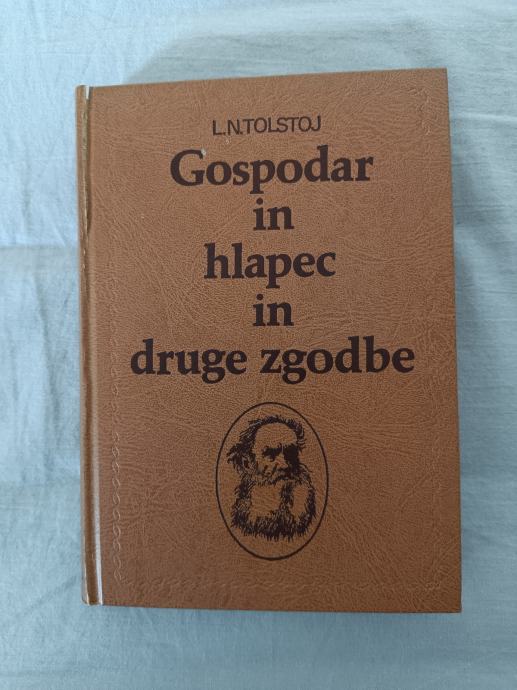 L.N.TOLSTOJ
Gospodar
in
hlapec
in
druge zgodbe